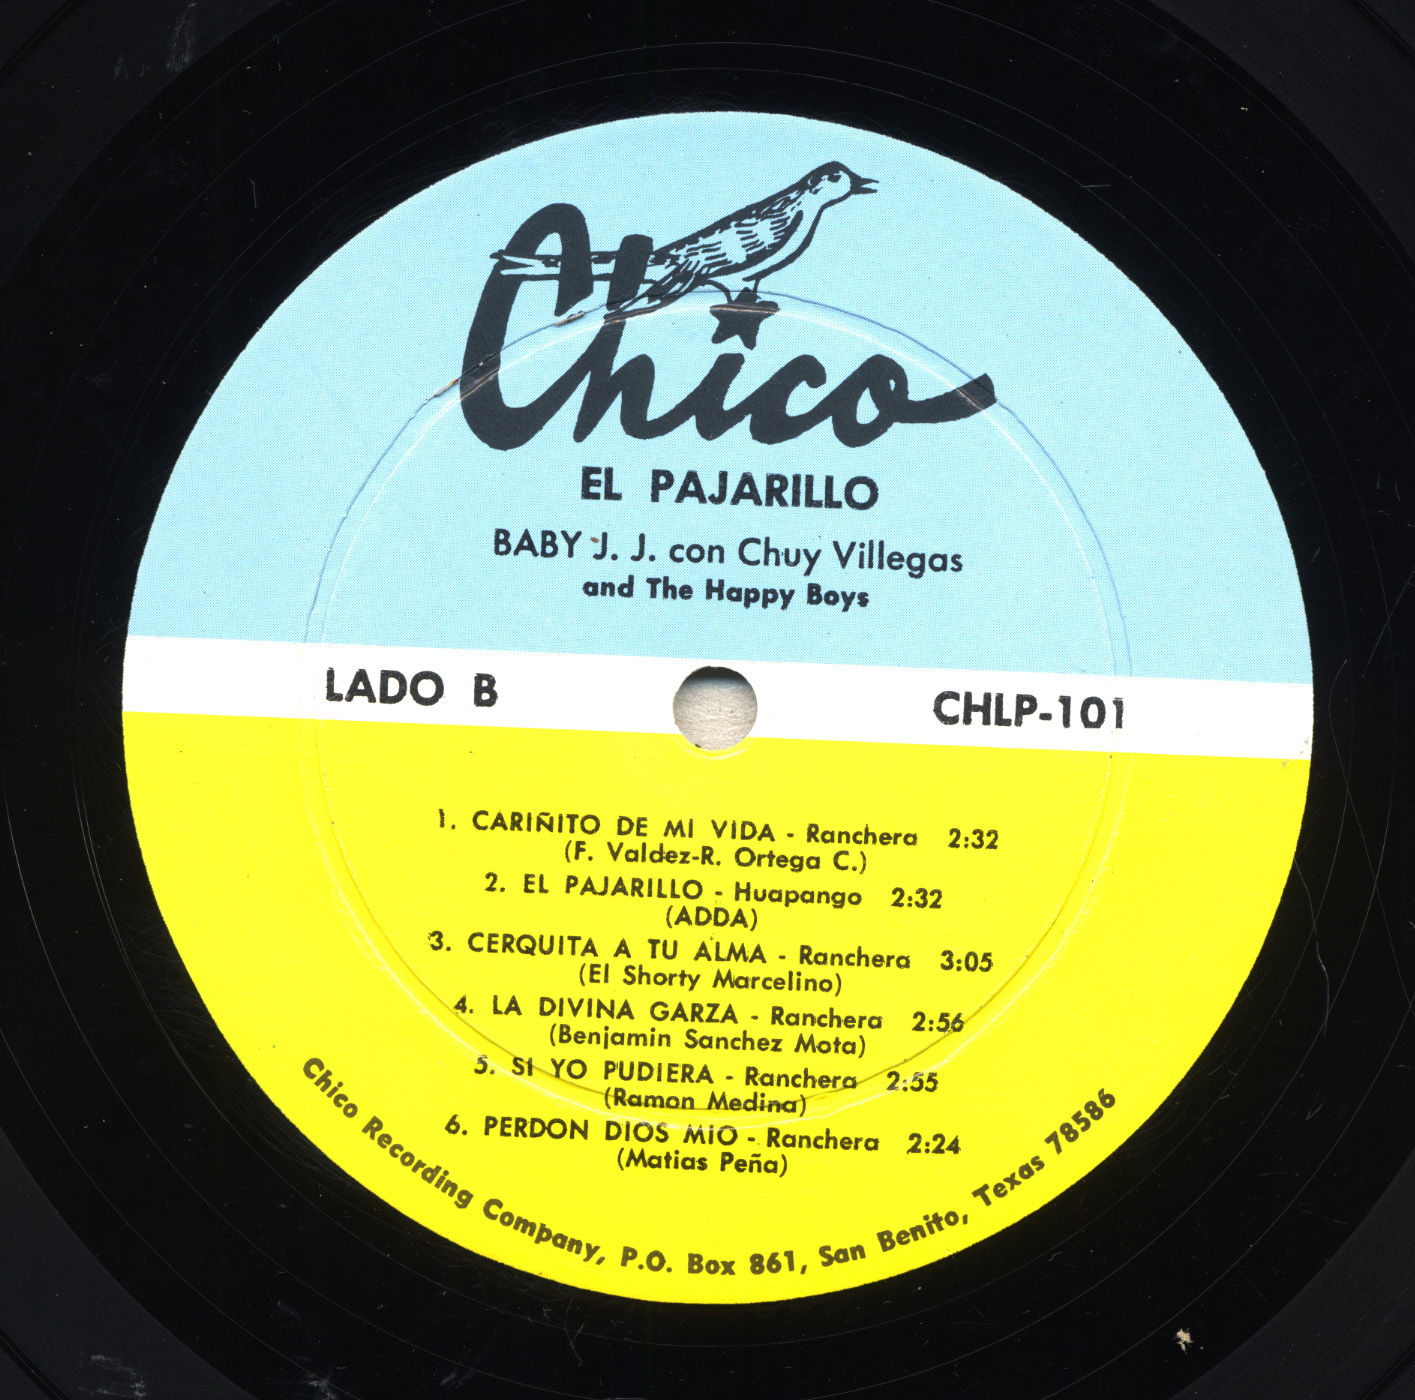 Chico
EL PAJARILLO
BABY J. J. con Chuy Villegas
and The Happy Boys
LADO B
CHLP-101
1. CARIÑITO DE MI VIDA - Ranchera 2:32
(F. Valdez-R. Ortega C.)
2. EL PAJARILLO - Huapango 2:32
(ADDA)
3. CERQUITA A TU ALMA - Ranchera 3:05
(El Shorty Marcelino)
4. LA DIVINA GARZA - Ranchera 2:56
(Benjamin Sanchez Mota)
5. SI YO PUDIERA - Ranchera 2:55
(Ramon Medina)
6. PERDON DIOS MIO - Ranchera 2:24
(Matias Peña)
Chico Recording Company, P.O. Box 861, San Benito, Texas 78586